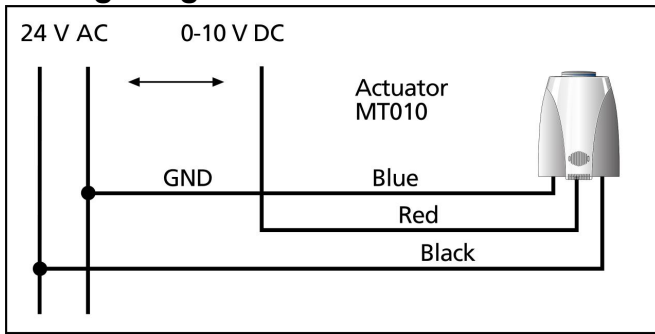 24 V AC
0-10 V DC
Actuator
MT010
GND
Blue
Red
Black